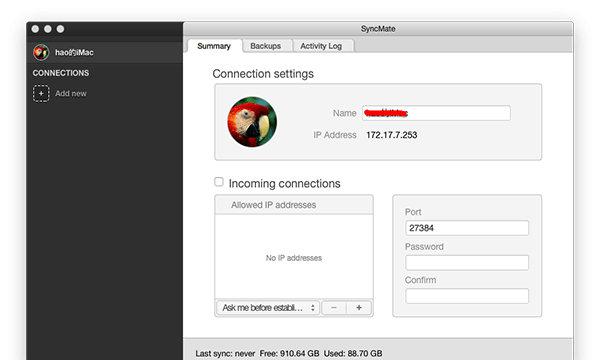 SyncMate
hao的iMac
Summary Backups Activity Log
CONNECTIONS
Add new
Connection settings
Name
IP Address 172.17.7.253
Incoming connections
Allowed IP addresses
No IP addresses
Ask me before establi...
Port
27384
Password
Confirm
Last sync: never Free: 910.64 GB Used: 88.70 GB